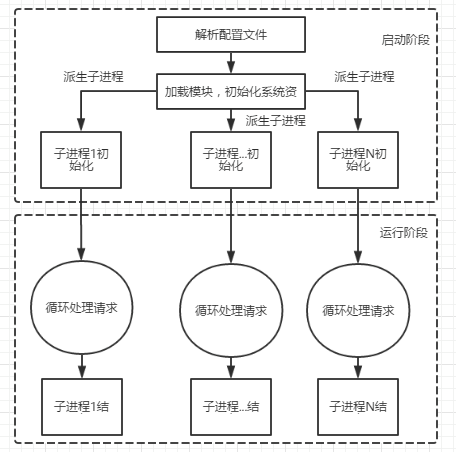 解析配置文件
启动阶段
派生子进程
派生子进程
加载模块，初始化系统资
派生子进程
子进程1初
始化
子进程...初
始化
子进程N初
始化
运行阶段
循环处理请求
循环处理请求
循环处理请求
子进程1结
子进程...结
子进程N结